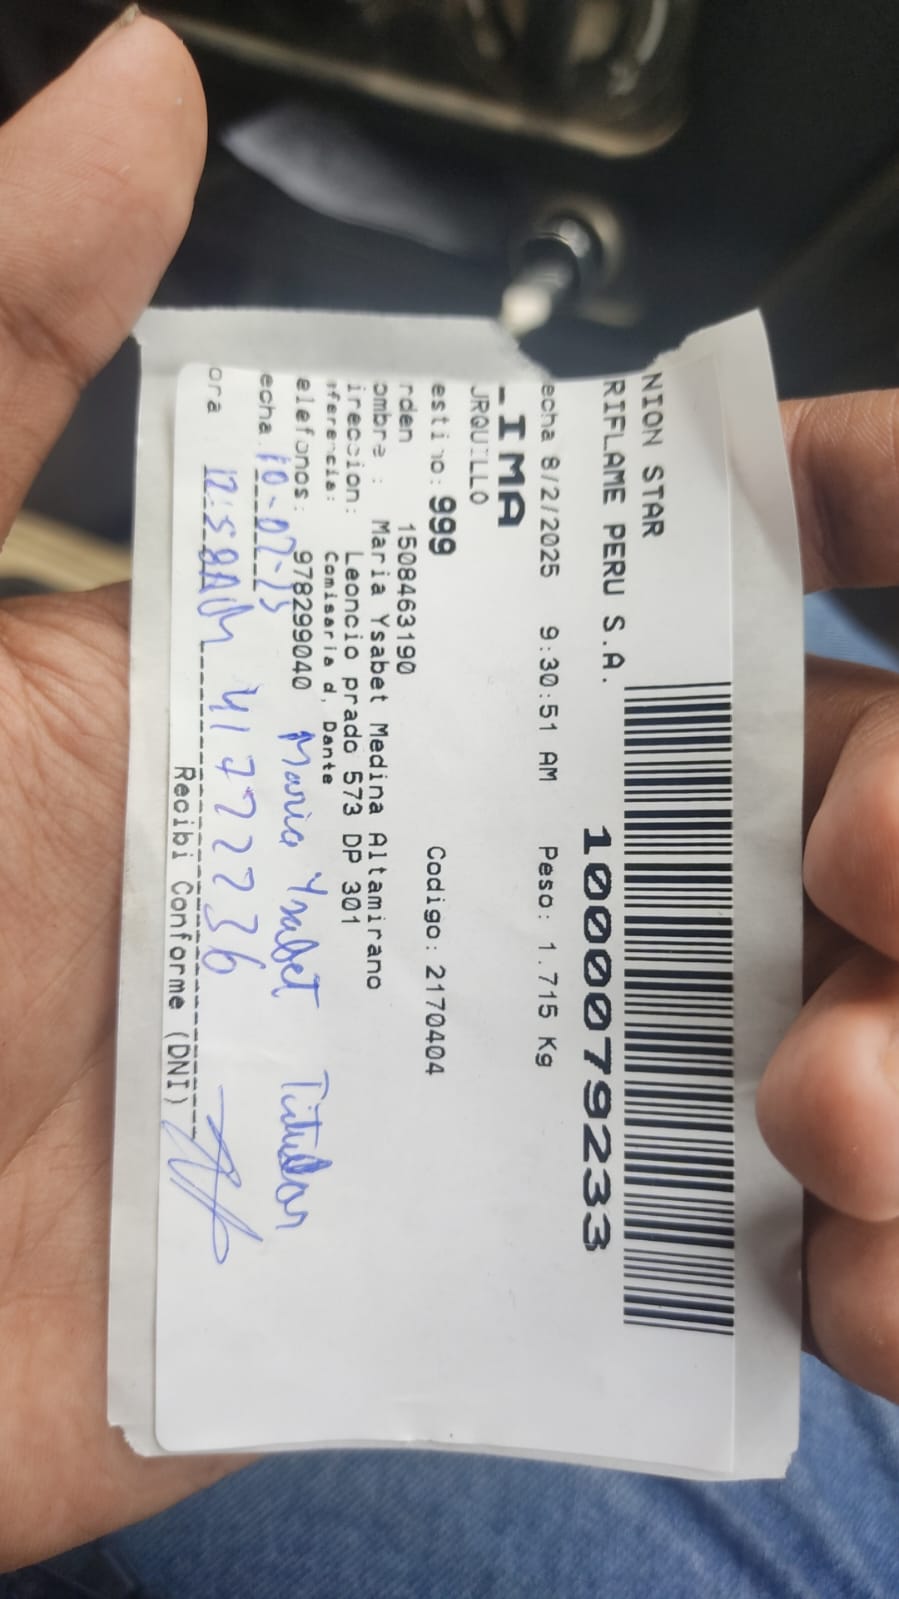 NION STAR
RIFLAME PERU S.A.
1000079233
echa 8/2/2025 9:30:51 AM Peso: 1.715 Kg
LIMA
URQUILLO
estino: 999 Codigo: 2170404
rden 1508463190
ombre : Maria Ysabet Medina Altamirano
ireccion: Leoncio prado 573 DP 301
eferencia: Comisaria d, Dante
elefonos: 978299040 Maria Ysabet Titular
echa. 10-02-25
ora 12:58AM 41722236
Recibi Conforme (DNI)